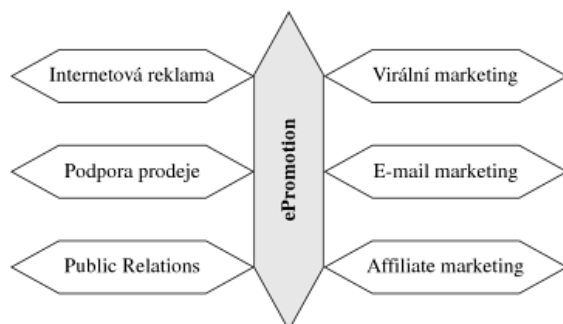 Internetová reklama
Virální marketing
Podpora prodeje
ePromotion
E-mail marketing
Public Relations
Affiliate marketing